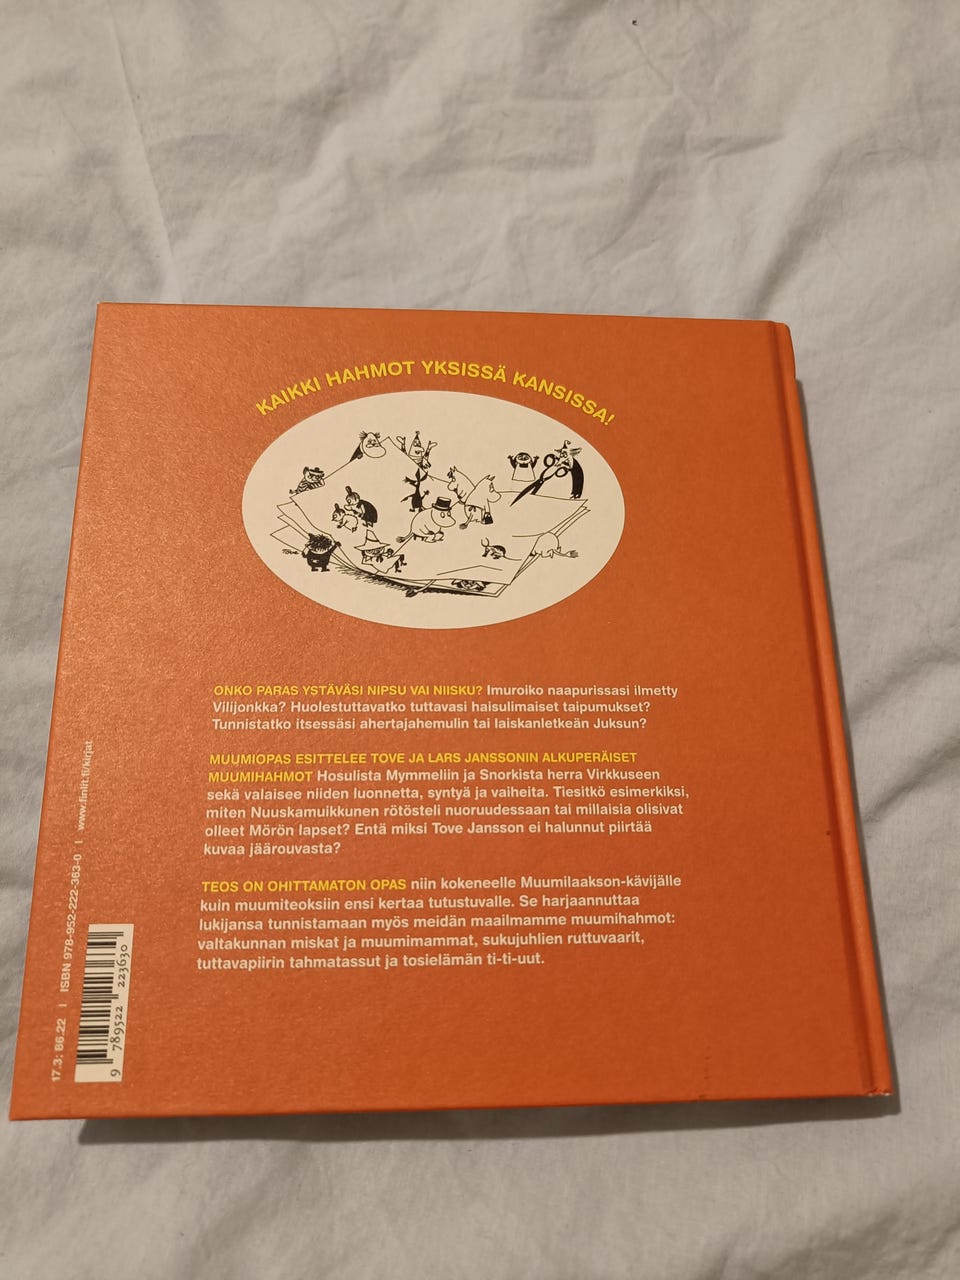 KAIKKI HAHMOT YKSISSÄ KANSISSA!
TOVE
ONKO PARAS YSTÄVÄSI NIPSU VAI NIISKU? Imuroiko naapurissasi ilmetty
Vilijonkka? Huolestuttavatko tuttavasi haisulimaiset taipumukset?
Tunnistatko itsessäsi ahertajahemulin tai laiskanletkeän Juksun?
MUUMIOPAS ESITTELEE TOVE JA LARS JANSSONIN ALKUPERÄISET
MUUMIHAHMOT Hosulista Mymmeliin ja Snorkista herra Virkkuseen
sekä valaisee niiden luonnetta, syntyä ja vaiheita. Tiesitkö esimerkiksi,
miten Nuuskamuikkunen rötösteli nuoruudessaan tai millaisia olisivat
olleet Mörön lapset? Entä miksi Tove Jansson ei halunnut piirtää
kuvaa jäärouvasta?
TEOS ON OHITTAMATON OPAS niin kokeneelle Muumilaakson-kävijälle
kuin muumiteoksiin ensi kertaa tutustuvalle. Se harjaannuttaa
lukijansa tunnistamaan myös meidän maailmamme muumihahmot:
valtakunnan miskat ja muumimammat, sukujuhlien ruttuvaarit,
tuttavapiirin tahmatassut ja tosielämän ti-ti-uut.
17.3; 86.22 | ISBN 978-952-222-363-0 | www.finlit.fi/kirjat
9 789522 223630